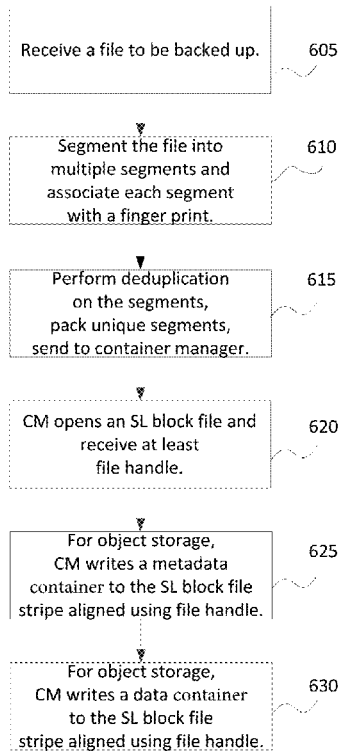 Receive a file to be backed up.
605
Segment the file into
multiple segments and
associate each segment
with a finger print.
610
Perform deduplication
on the segments,
pack unique segments,
send to container manager.
615
CM opens an SL block file and
receive at least
file handle.
620
For object storage,
CM writes a metadata
container to the SL block file
stripe aligned using file handle.
625
For object storage,
CM writes a data container
to the SL block file
stripe aligned using file handle.
630